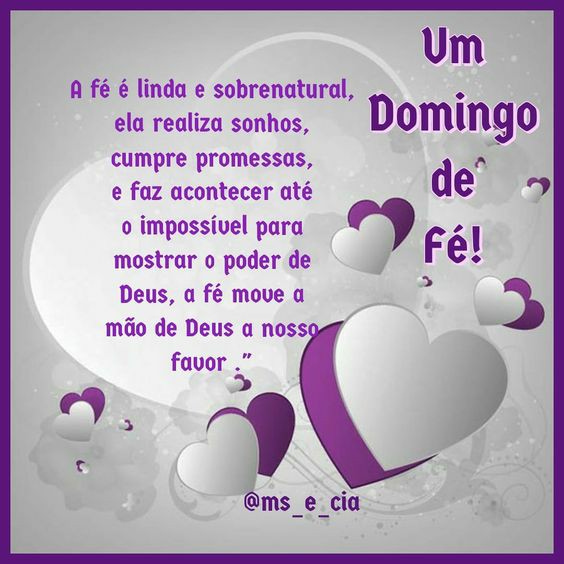 Um
Domingo
de
Fé!
A fé é linda e sobrenatural,
ela realiza sonhos,
cumpre promessas,
e faz acontecer até
o impossível para
mostrar o poder de
Deus, a fé move a
mão de Deus a nosso
favor ."
@ms_e_cia